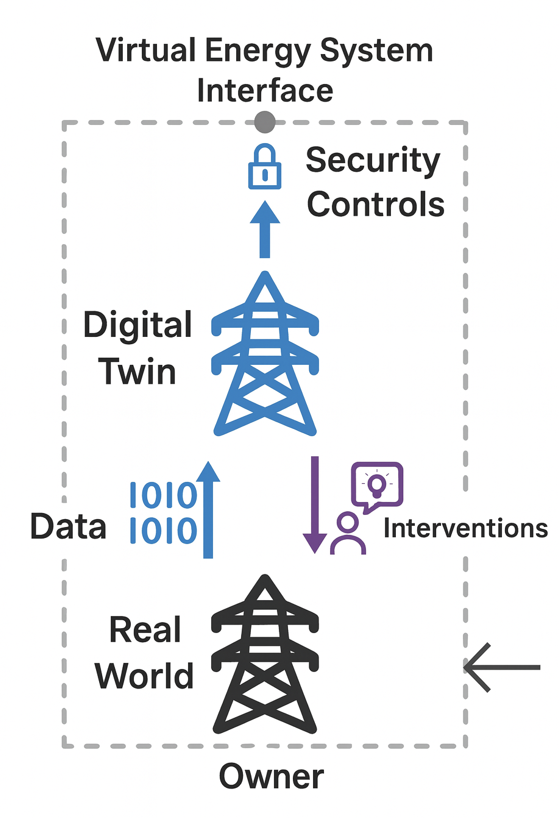 Virtual Energy System
Interface
Security
Controls
Digital
Twin
1010
1010
Data
Interventions
Real
World
Owner